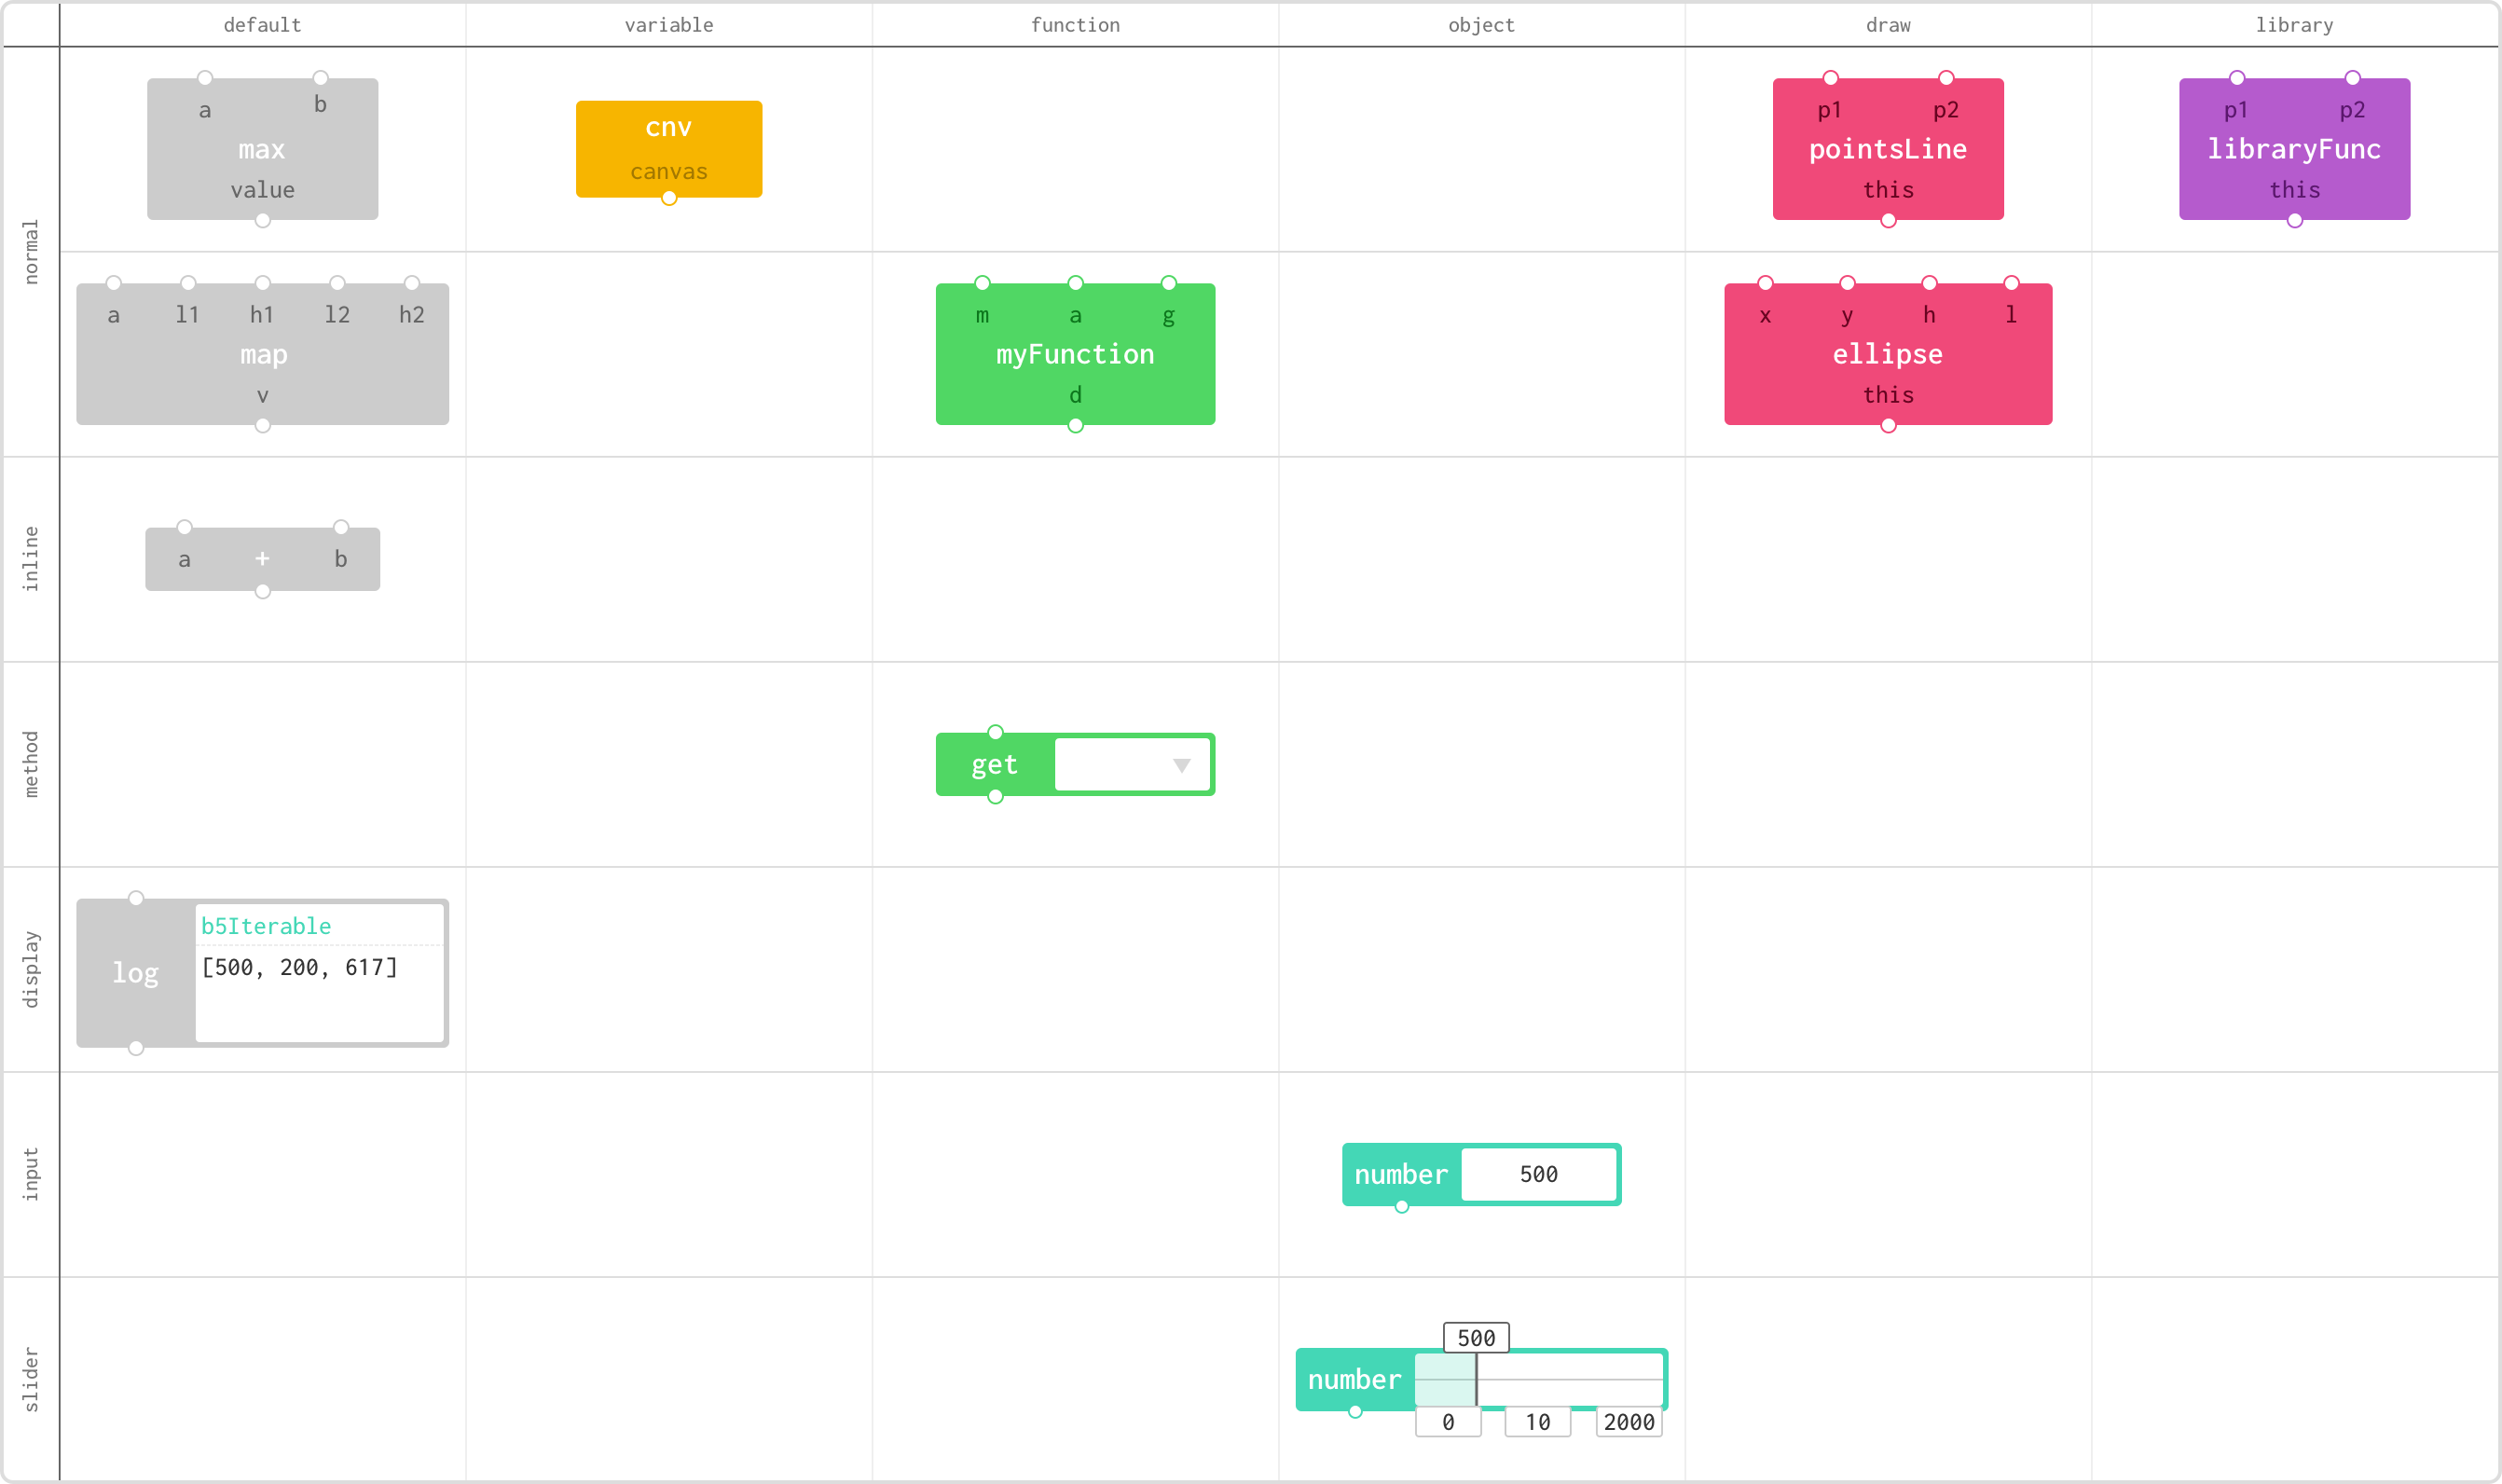 default variable function object draw library
normal
a b
max
value
cnv
canvas
p1 p2
pointsLine
this
p1 p2
libraryFunc
this
a l1 h1 l2 h2
map
v
m a g
myFunction
d
x y h l
ellipse
this
inline
a + b
method
get
display
log
b5Iterable
[500, 200, 617]
input
number 500
slider
500
number
0 10 2000